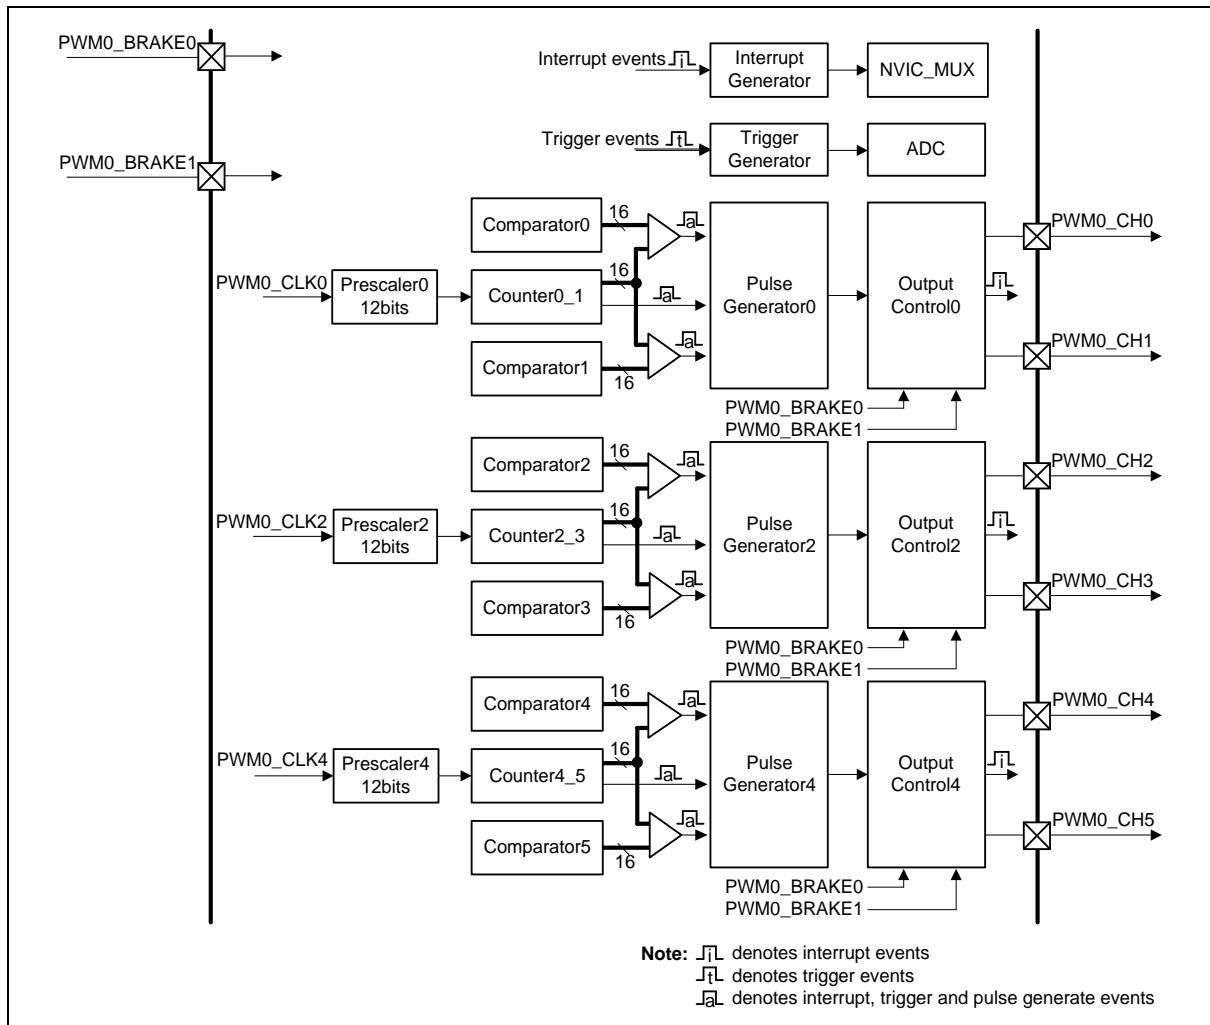 PWM0_BRAKE0
PWM0_BRAKE1
Interrupt events
i
Interrupt
Generator
NVIC_MUX
Trigger events
t
Trigger
Generator
ADC
PWM0_CLK0
Prescaler0
12bits
Comparator0
Counter0_1
Comparator1
16
16
16
a
a
a
Pulse
Generator0
Output
Control0
i
PWM0_CH0
PWM0_CH1
PWM0_BRAKE0
PWM0_BRAKE1
PWM0_CLK2
Prescaler2
12bits
Comparator2
Counter2_3
Comparator3
16
16
16
a
a
a
Pulse
Generator2
Output
Control2
i
PWM0_CH2
PWM0_CH3
PWM0_BRAKE0
PWM0_BRAKE1
PWM0_CLK4
Prescaler4
12bits
Comparator4
Counter4_5
Comparator5
16
16
16
a
a
a
Pulse
Generator4
Output
Control4
i
PWM0_CH4
PWM0_CH5
PWM0_BRAKE0
PWM0_BRAKE1
Note: i denotes interrupt events
t denotes trigger events
a denotes interrupt, trigger and pulse generate events